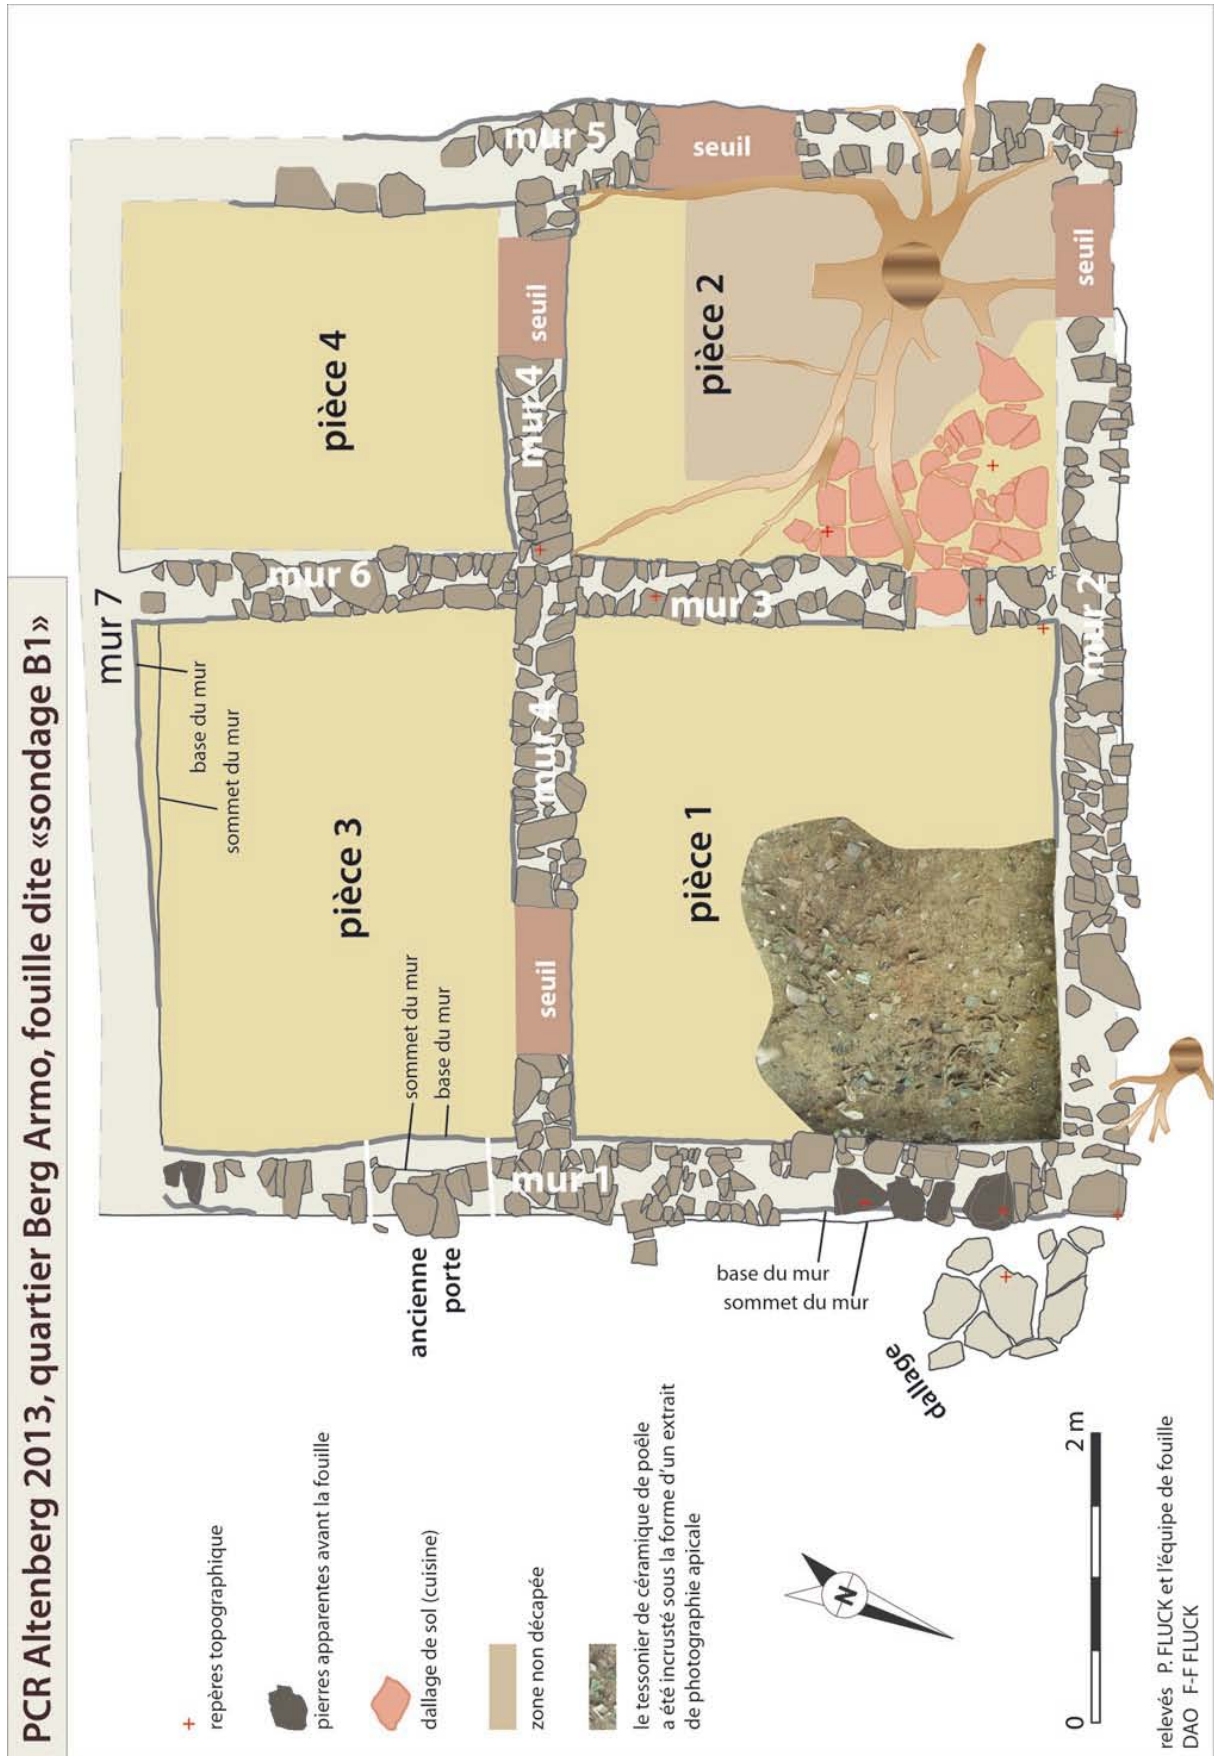 PCR Altenberg 2013, quartier Berg Armo, fouille dite «sondage B1»
mur 7
base du mur
sommet du mur
pièce 3
pièce 4
mur 6
mur 5
sommet du mur
base du mur
ancienne
porte
mur 1
seuil
mur 4
mur 4
seuil
seuil
pièce 1
mur 3
pièce 2
base du mur
sommet du mur
dallage
mur 2
seuil
+ repères topographique
pierres apparentes avant la fouille
dallage de sol (cuisine)
zone non décapée
le tessonier de céramique de poêle
a été incrusté sous la forme d'un extrait
de photographie apicale
N
0 2 m
relevés P. FLUCK et l'équipe de fouille
DAO F-F FLUCK